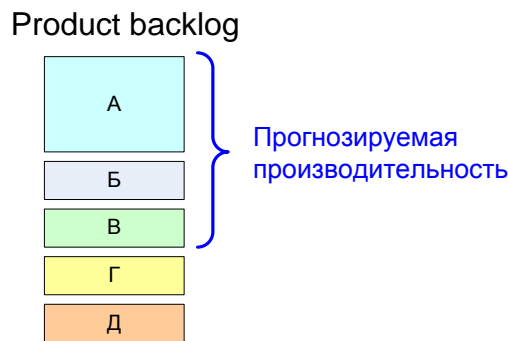 Product backlog
А
Б
В
Г
Д
Прогнозируемая
производительность